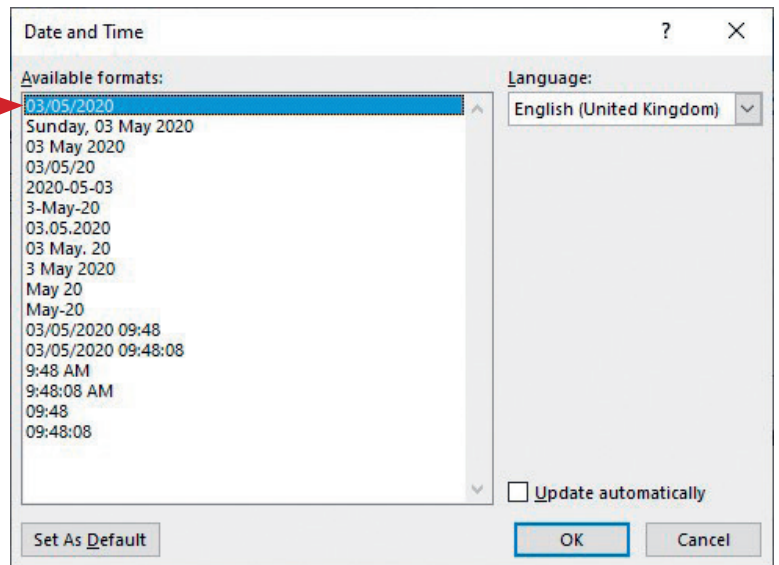 Date and Time
?
Available formats:
Language:
03/05/2020
English (United Kingdom)
Sunday, 03 May 2020
03 May 2020
03/05/20
2020-05-03
3-May-20
03.05.2020
03 May. 20
3 May 2020
May 20
May-20
03/05/2020 09:48
03/05/2020 09:48:08
9:48 AM
9:48:08 AM
09:48
09:48:08
Update automatically
Set As Default
OK
Cancel